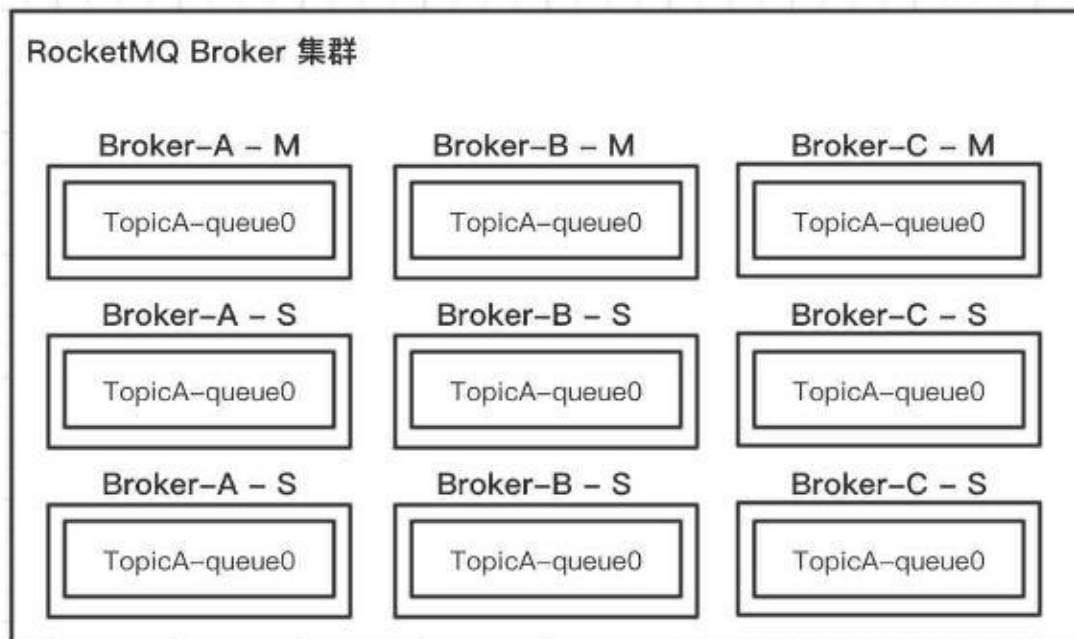 RocketMQ Broker 集群
Broker–A – M
Broker–B – M
Broker–C – M
TopicA–queue0
TopicA–queue0
TopicA–queue0
Broker–A – S
Broker–B – S
Broker–C – S
TopicA–queue0
TopicA–queue0
TopicA–queue0
Broker–A – S
Broker–B – S
Broker–C – S
TopicA–queue0
TopicA–queue0
TopicA–queue0